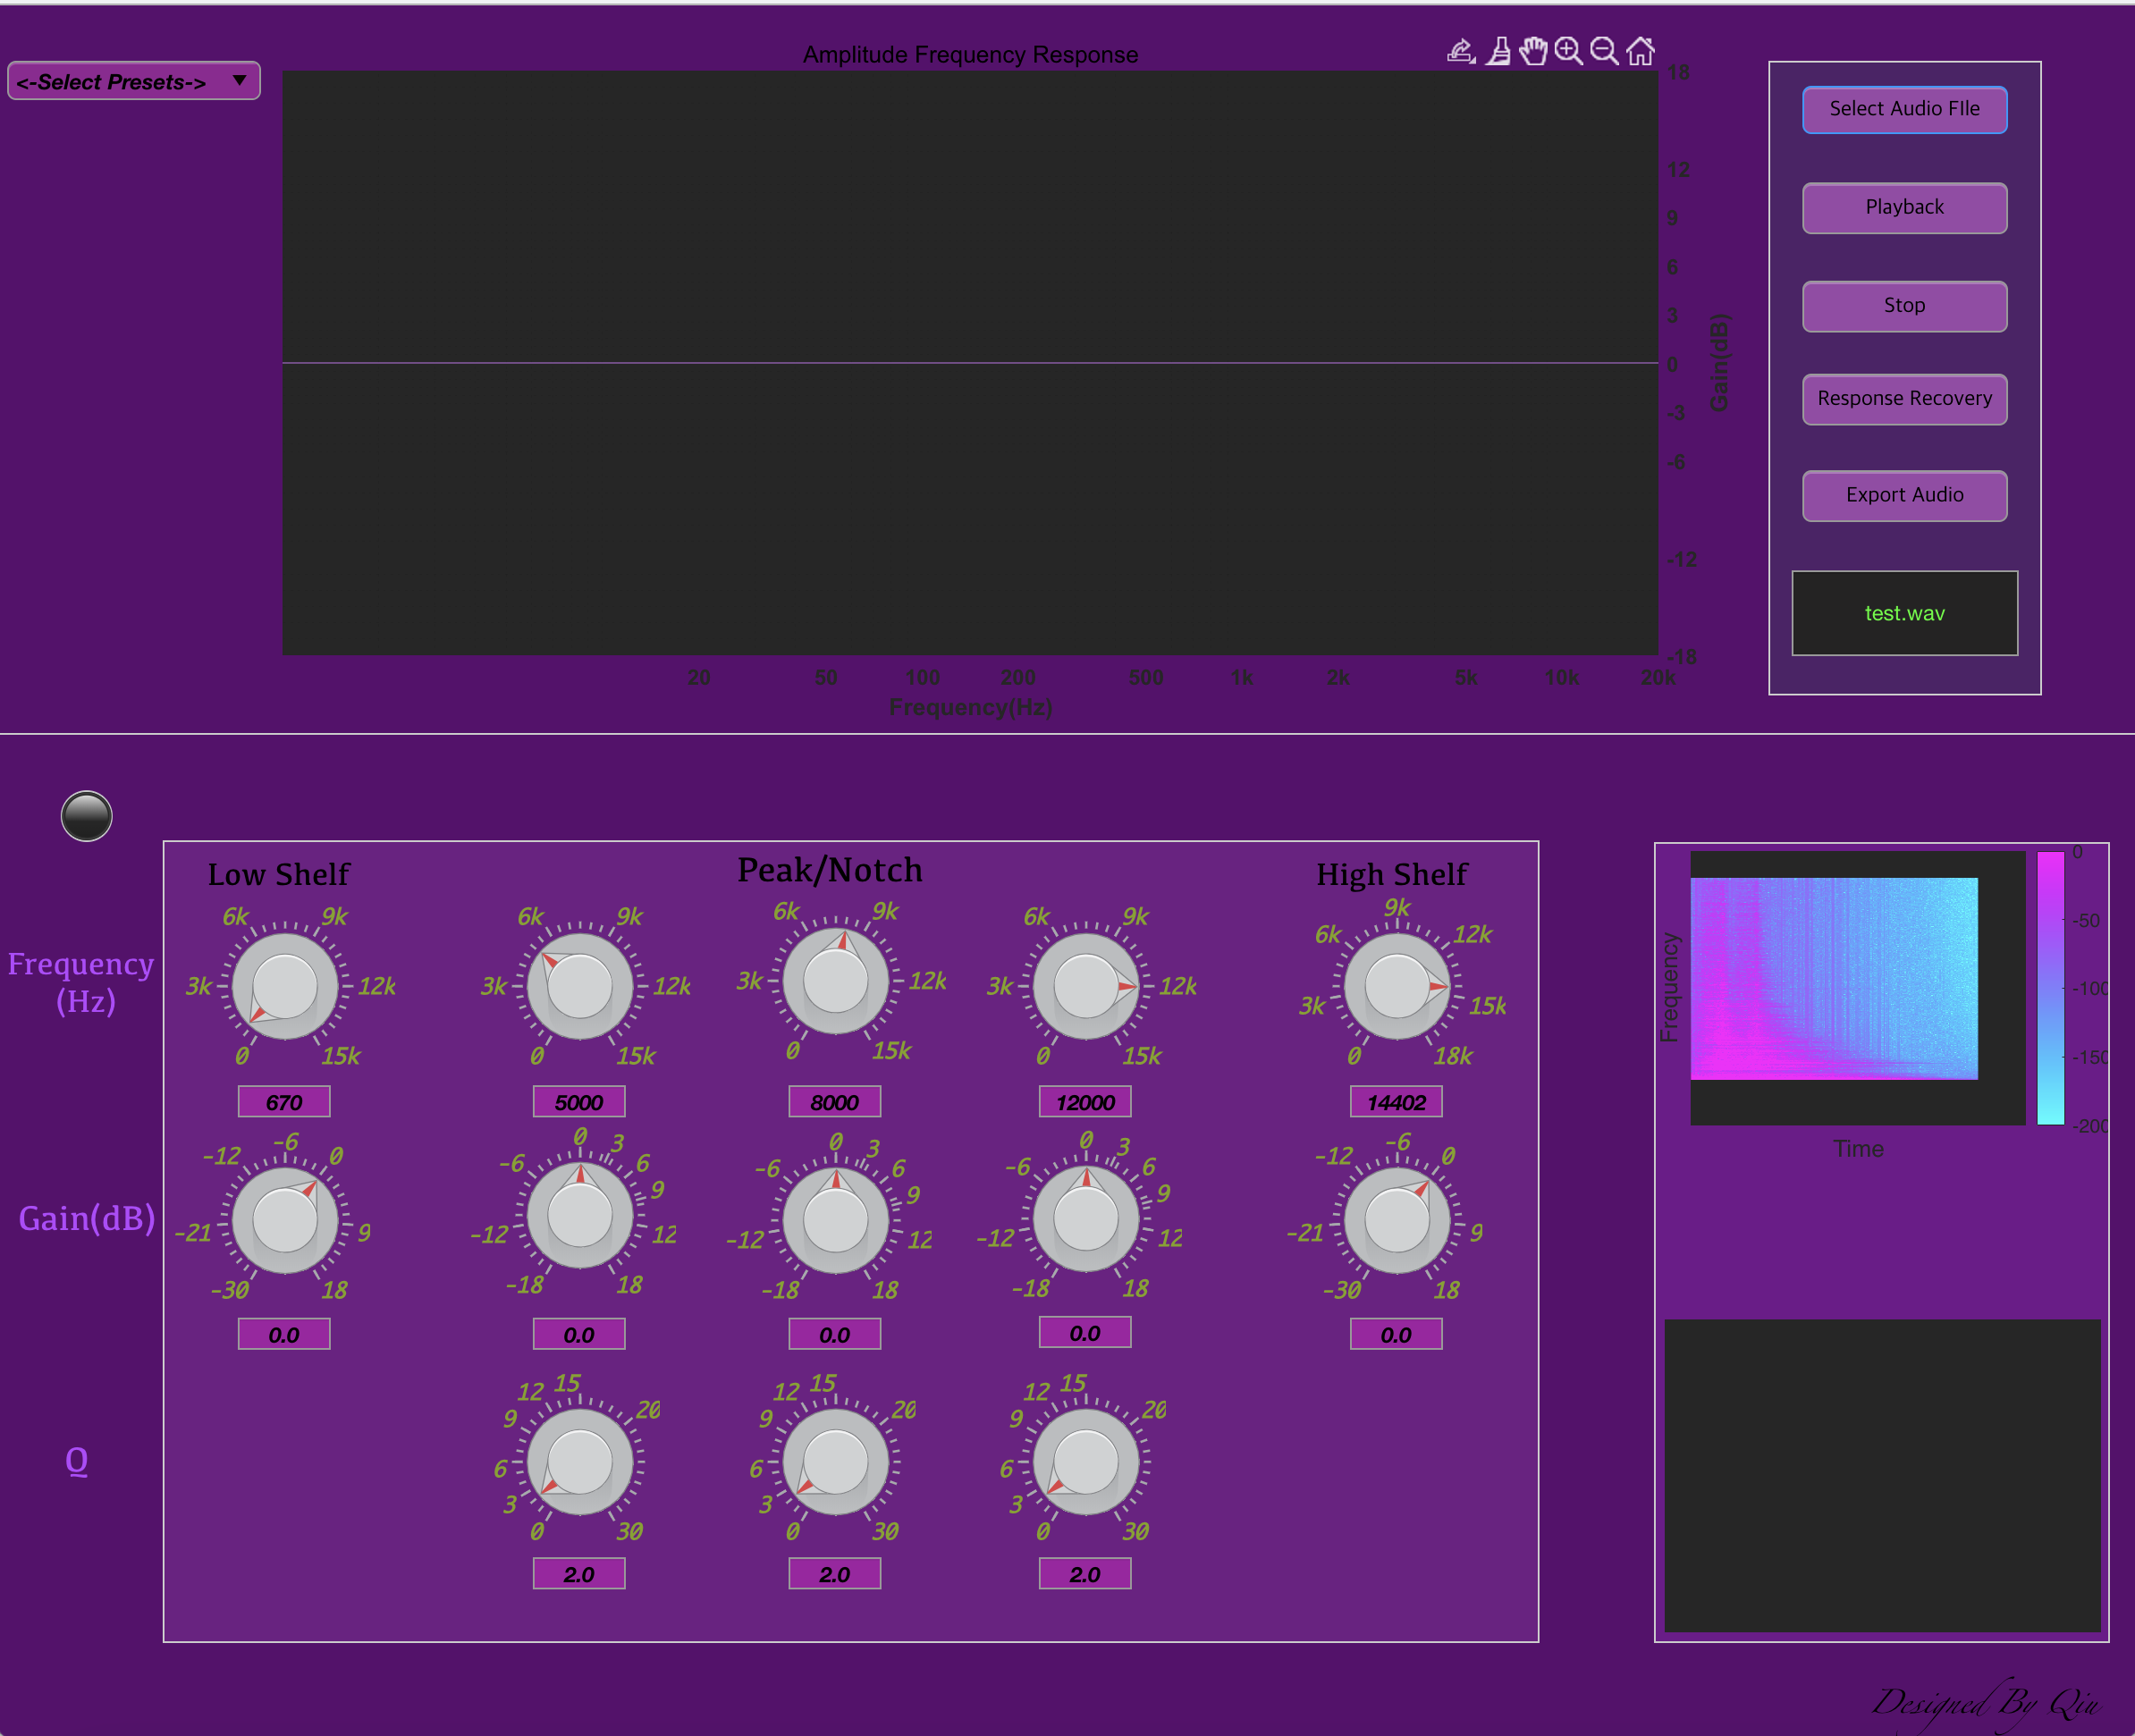 Amplitude Frequency Response
<-Select Presets->
18
12
9
6
3
0
-3
-6
-12
-18
Gain(dB)
20 50 100 200 500 1k 2k 5k 10k 20k
Frequency(Hz)
Select Audio FIle
Playback
Stop
Response Recovery
Export Audio
test.wav
Low Shelf Peak/Notch High Shelf
Frequency
(Hz)
0 3k 6k 9k 12k 15k
0 3k 6k 9k 12k 15k
0 3k 6k 9k 12k 15k
0 3k 6k 9k 12k 15k
0 3k 6k 9k 12k 15k 18k
670 5000 8000 12000 14402
Gain(dB)
-30 -21 -12 -6 0 9 18
-18 -12 -6 0 3 6 9 12 18
-18 -12 -6 0 3 6 9 12 18
-18 -12 -6 0 3 6 9 12 18
-30 -21 -12 -6 0 9 18
0.0 0.0 0.0 0.0 0.0
Q
0 3 6 9 12 15 20 30
0 3 6 9 12 15 20 30
0 3 6 9 12 15 20 30
2.0 2.0 2.0
Frequency
Time
0
-50
-100
-150
-200
Designed By Qiu